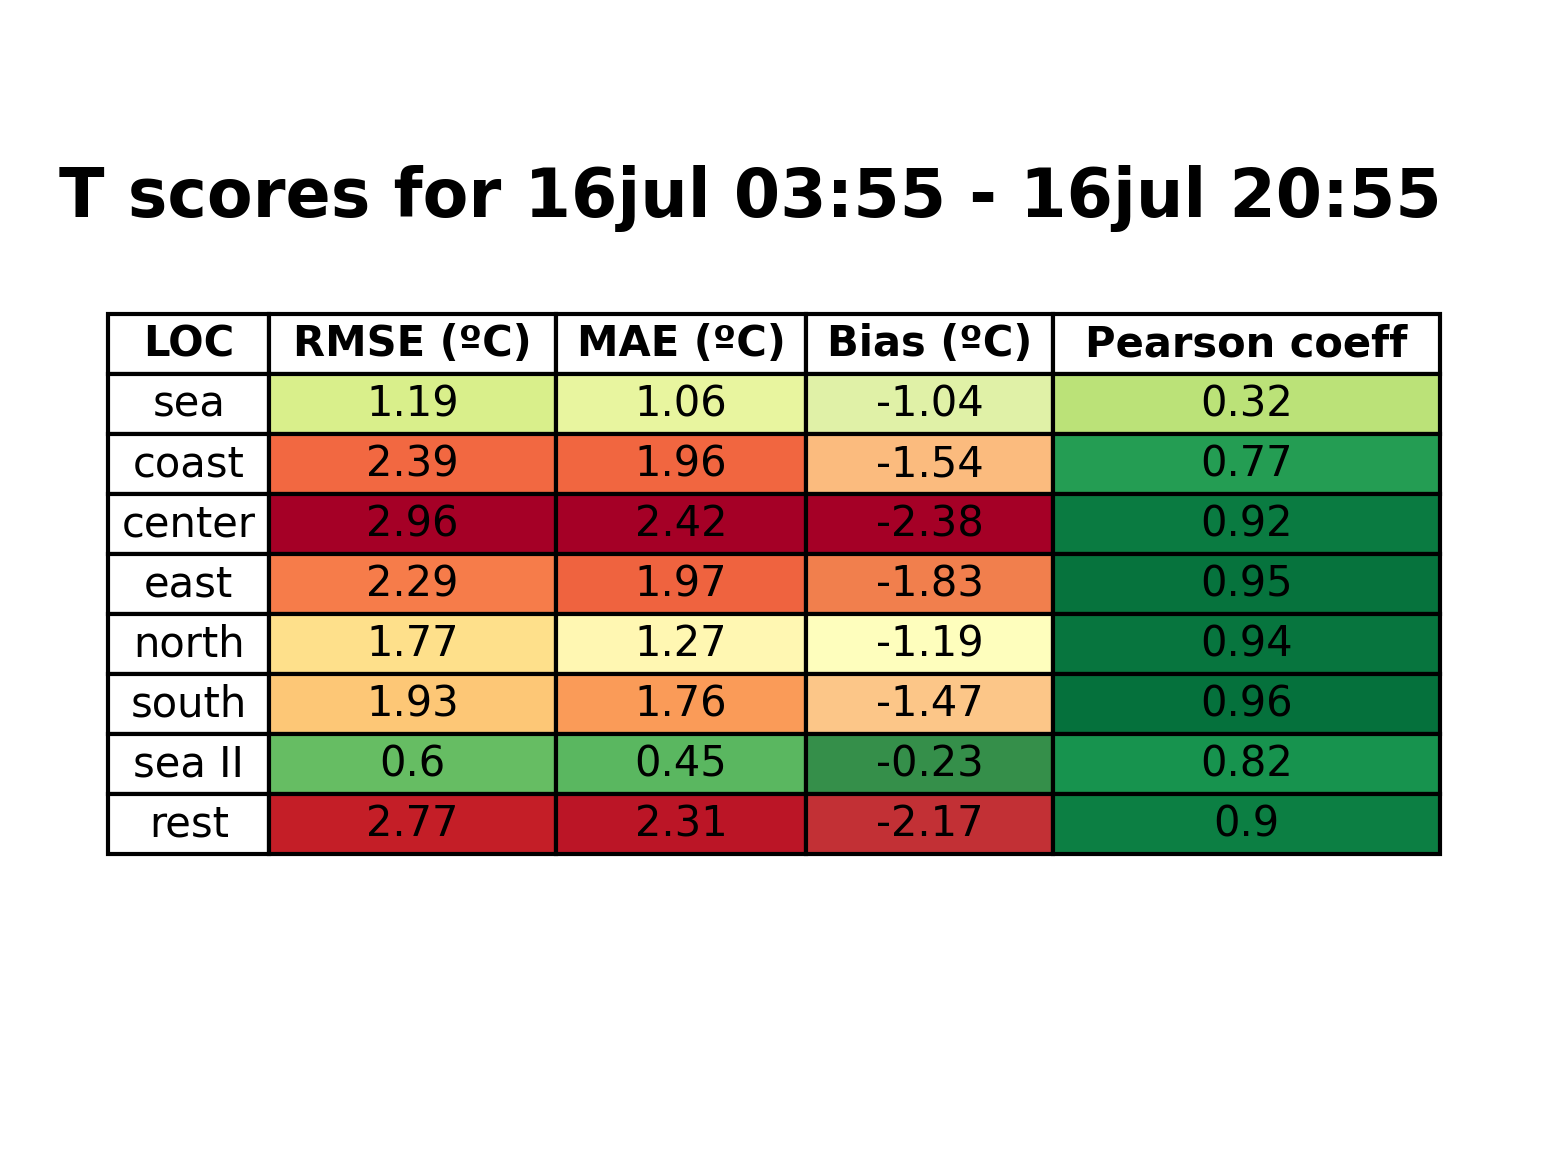 T scores for 16jul 03:55 - 16jul 20:55
LOC RMSE (ºC) MAE (ºC) Bias (ºC) Pearson coeff
sea 1.19 1.06 -1.04 0.32
coast 2.39 1.96 -1.54 0.77
center 2.96 2.42 -2.38 0.92
east 2.29 1.97 -1.83 0.95
north 1.77 1.27 -1.19 0.94
south 1.93 1.76 -1.47 0.96
sea II 0.6 0.45 -0.23 0.82
rest 2.77 2.31 -2.17 0.9